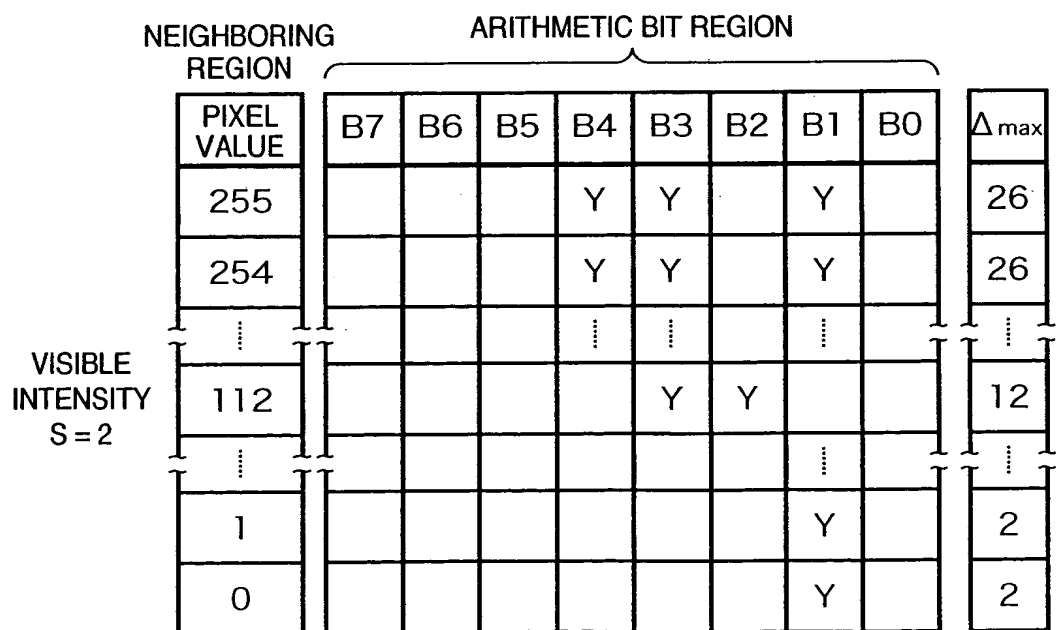 NEIGHBORING
REGION
ARITHMETIC BIT REGION
PIXEL
VALUE
B7 B6 B5 B4 B3 B2 B1 B0 Δmax
255 Y Y Y 26
254 Y Y Y 26
VISIBLE
INTENSITY
S = 2
112 Y Y 12
1 Y 2
0 Y 2